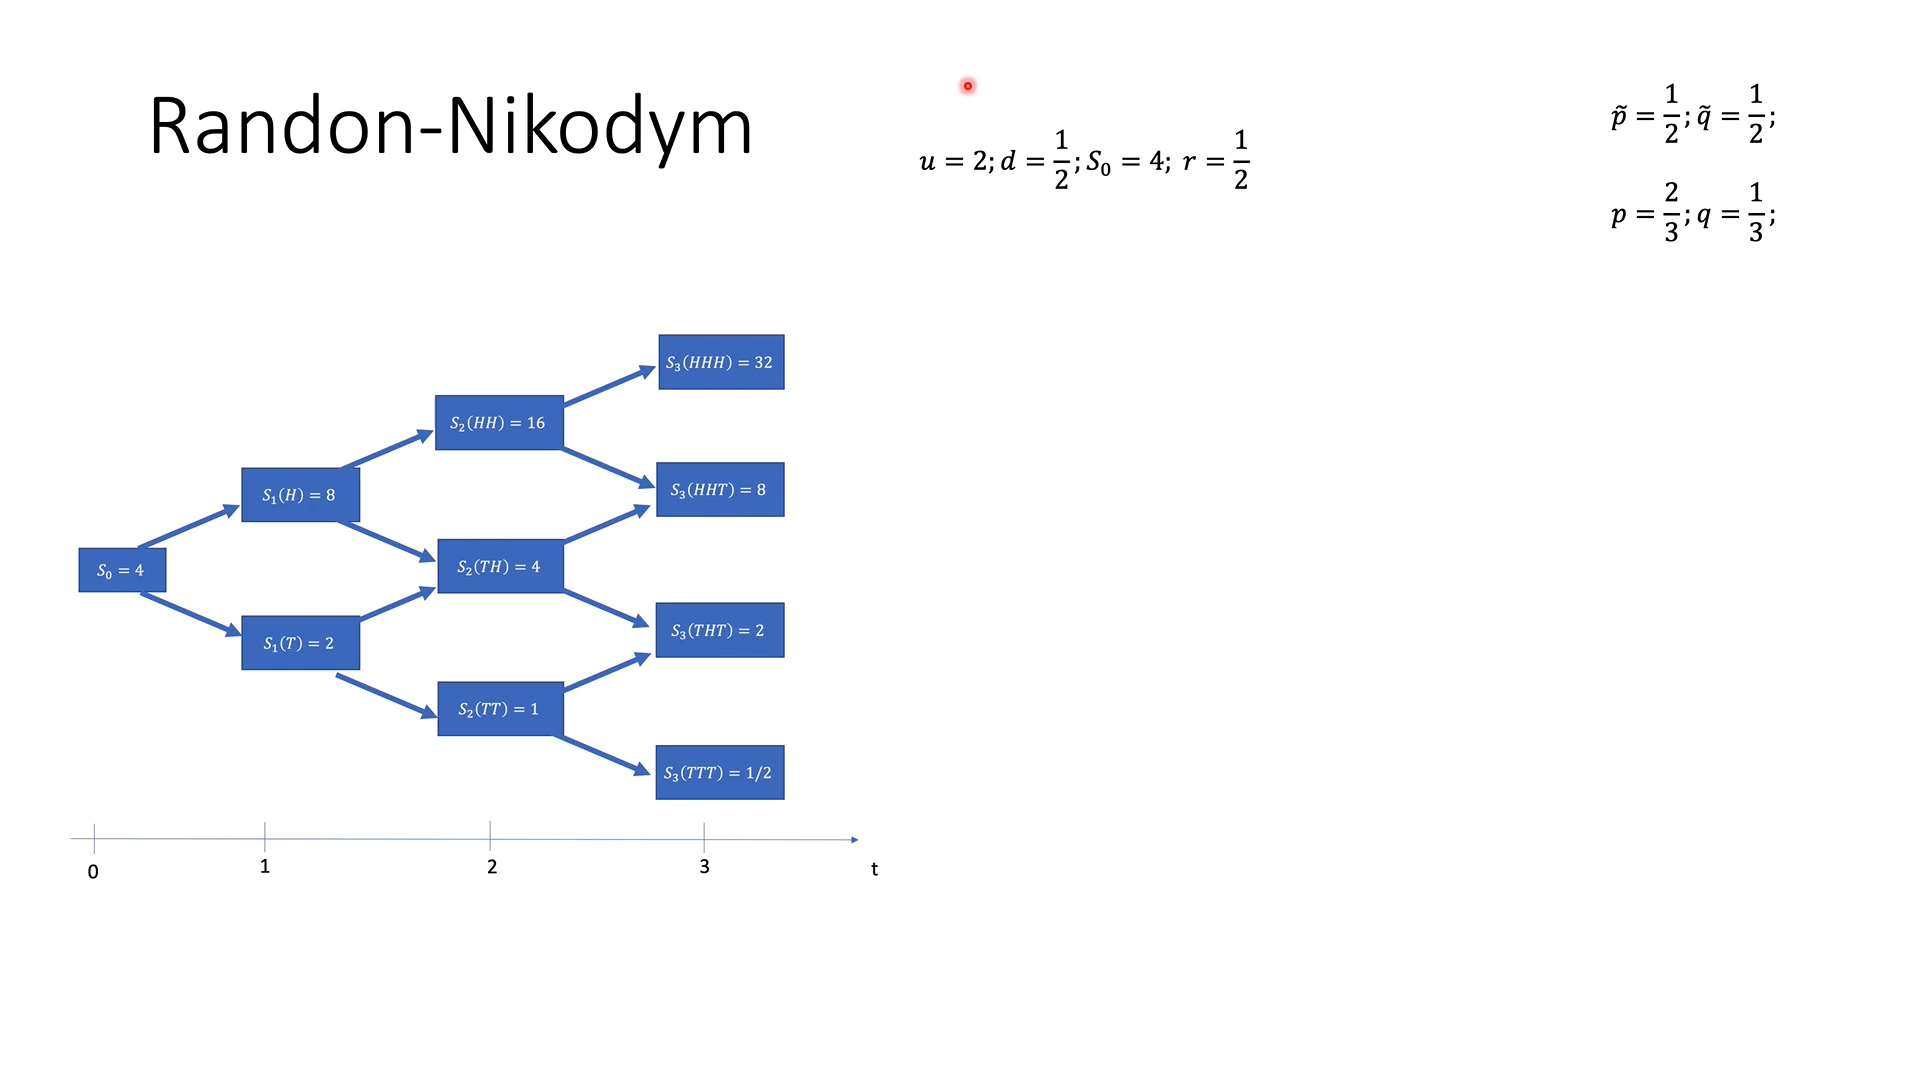 Randon-Nikodym
u = 2; d = 1/2; S₀ = 4; r = 1/2
p̃ = 1/2; q̃ = 1/2;
p = 2/3; q = 1/3;
S₃(HHH) = 32
S₂(HH) = 16
S₃(HHT) = 8
S₁(H) = 8
S₂(TH) = 4
S₀ = 4
S₃(THT) = 2
S₁(T) = 2
S₂(TT) = 1
S₃(TTT) = 1/2
0 1 2 3 t